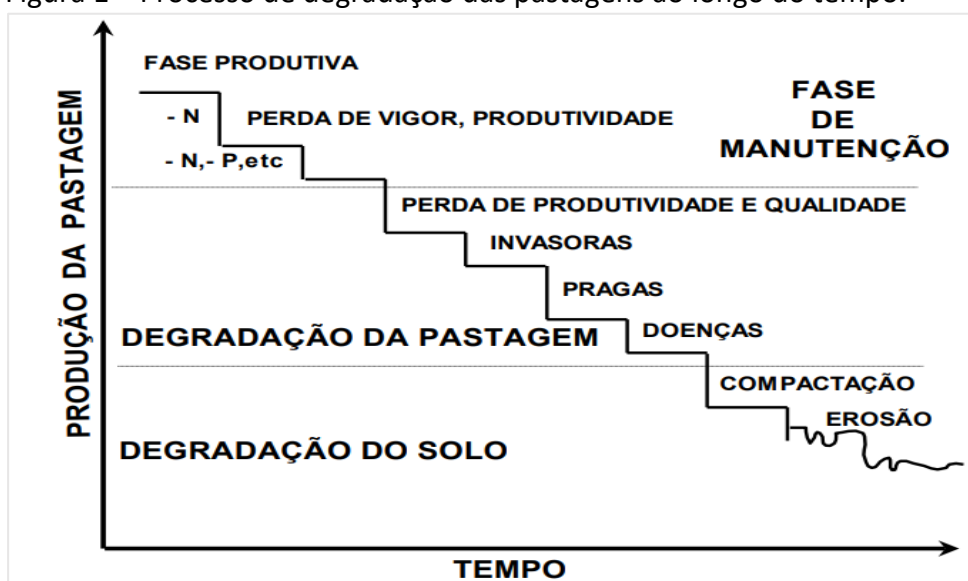 Figura 1 – Processo de degradação das pastagens ao longo do tempo.
FASE PRODUTIVA
- N
PERDA DE VIGOR, PRODUTIVIDADE
- N,- P,etc
FASE
DE
MANUTENÇÃO
PERDA DE PRODUTIVIDADE E QUALIDADE
INVASORAS
PRAGAS
DOENÇAS
DEGRADAÇÃO DA PASTAGEM
COMPACTAÇÃO
EROSÃO
DEGRADAÇÃO DO SOLO
PRODUÇÃO DA PASTAGEM
TEMPO